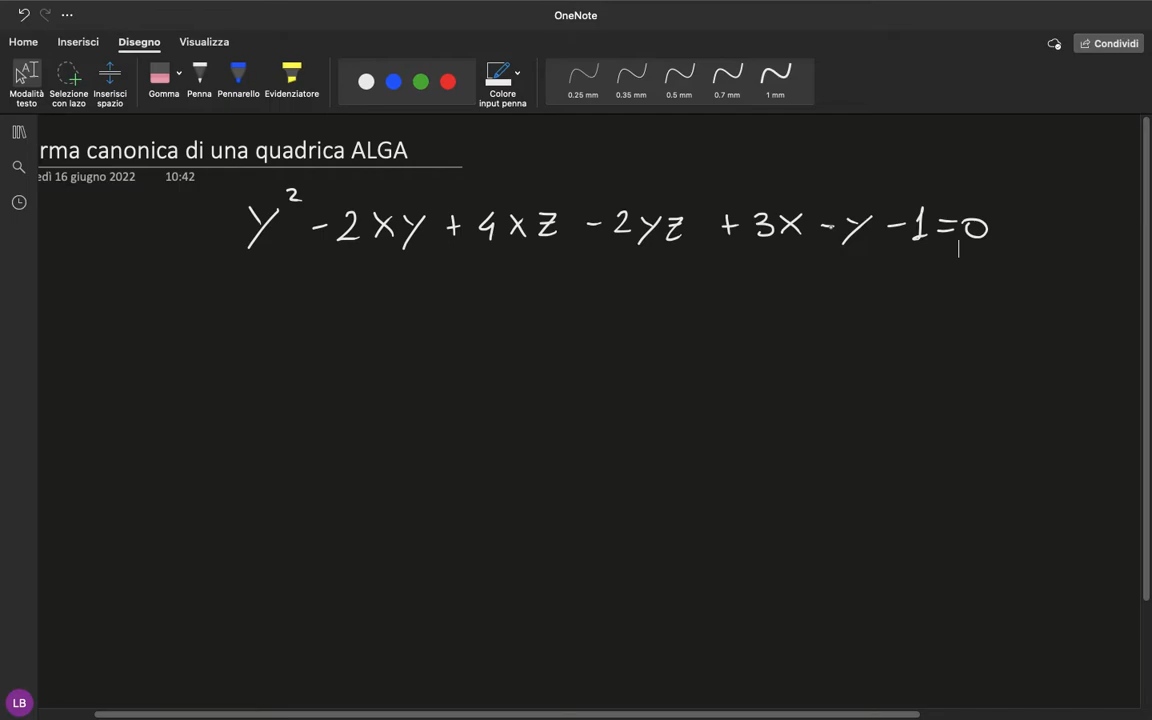 OneNote
Home Inserisci Disegno Visualizza
Condividi
Modalità testo
Selezione con lazo
Inserisci spazio
Gomma
Penna
Pennarello
Evidenziatore
Colore input penna
0.25 mm
0.35 mm
0.5 mm
0.7 mm
1 mm
rma canonica di una quadrica ALGA
edì 16 giugno 2022 10:42
y² - 2xy + 4xz - 2yz + 3x - y - 1 = 0
LB